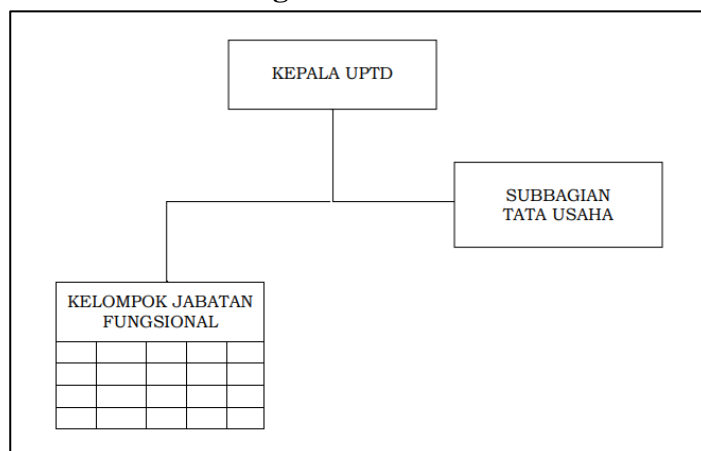 KEPALA UPTD
SUBBAGIAN
TATA USAHA
KELOMPOK JABATAN
FUNGSIONAL